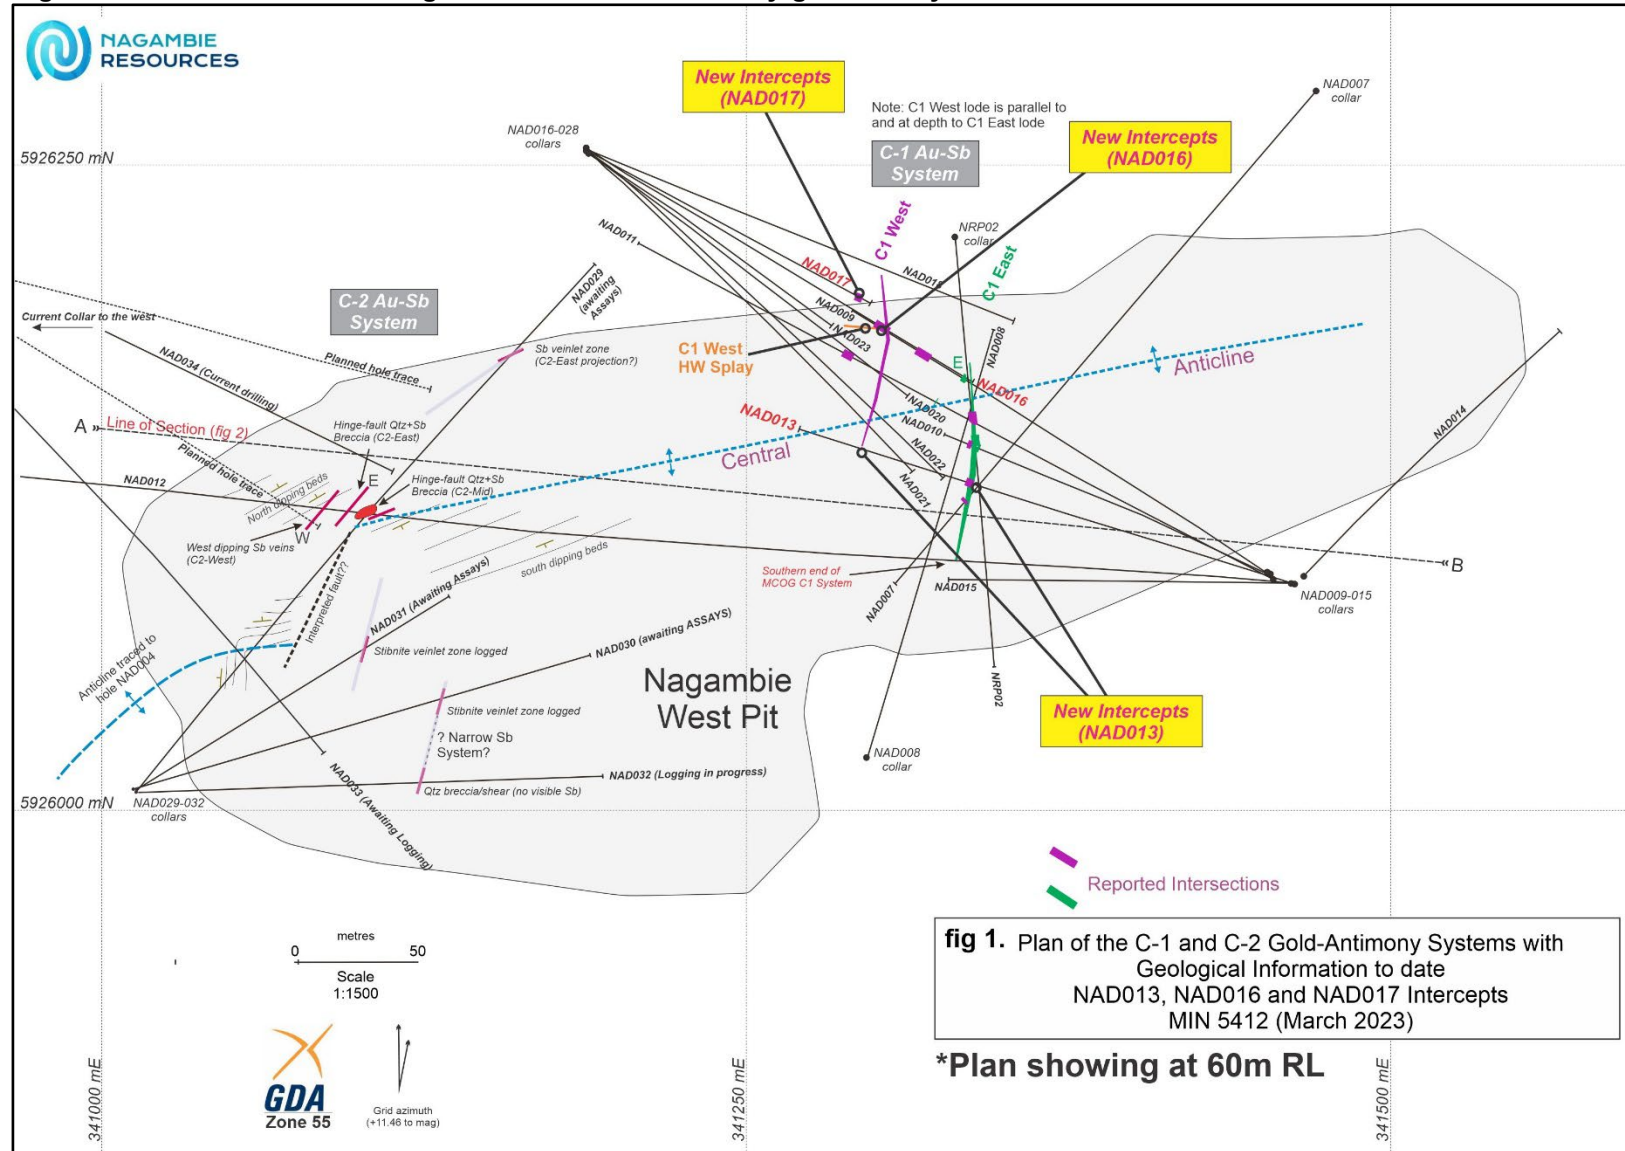 NAGAMBIE
RESOURCES
New Intercepts
(NAD017)
Note: C1 West lode is parallel to
and at depth to C1 East lode
C-1 Au-Sb
System
New Intercepts
(NAD016)
NAD007
collar
NAD016-028
collars
5926250 mN
NAD011
C1 West
NRP02
collar
C1 East
NAD017
NAD029
(awaiting
Assays)
C-2 Au-Sb
System
Current Collar to the west
NAD009
NAD023
NAD008
C1 West
HW Splay
Sb veinlet zone
(C2-East projection?)
NAD034 (Current drilling)
Planned hole trace
E
NAD016
Anticline
NAD020
NAD010
NAD013
NAD014
A
Line of Section (fig 2)
Hinge-fault Qtz+Sb
Breccia (C2-East)
Central
Planned hole trace
NAD022
NAD021
NAD012
North dipping beds
E
Hinge-fault Qtz+Sb
Breccia (C2-Mid)
W
West dipping Sb veins
(C2-West)
south dipping beds
Southern end of
MCOG C1 System
B
NAD007
NAD015
NAD009-015
collars
Interpreted fault??
NAD031 (Awaiting Assays)
Stibnite veinlet zone logged
NAD030 (awaiting ASSAYS)
Anticline traced to
hole NAD004
Nagambie
West Pit
NRP02
Stibnite veinlet zone logged
? Narrow Sb
System?
New Intercepts
(NAD013)
NAD008
collar
NAD032 (Logging in progress)
Qtz breccia/shear (no visible Sb)
5926000 mN
NAD029-032
collars
NAD033 (Awaiting Logging)
Reported Intersections
metres
0 50
Scale
1:1500
fig 1. Plan of the C-1 and C-2 Gold-Antimony Systems with
Geological Information to date
NAD013, NAD016 and NAD017 Intercepts
MIN 5412 (March 2023)
*Plan showing at 60m RL
GDA
Zone 55
Grid azimuth
(+11.46 to mag)
341000 mE
341250 mE
341500 mE